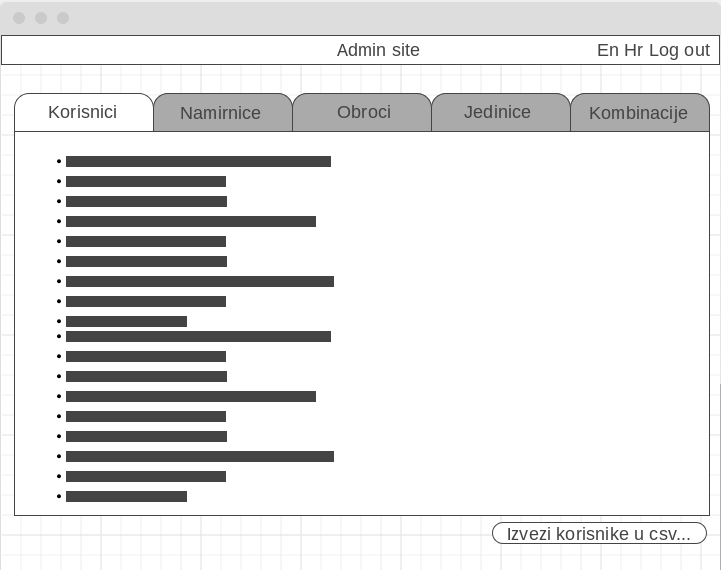 Admin site
En Hr Log out
Korisnici
Namirnice
Obroci
Jedinice
Kombinacije
Izvezi korisnike u csv...